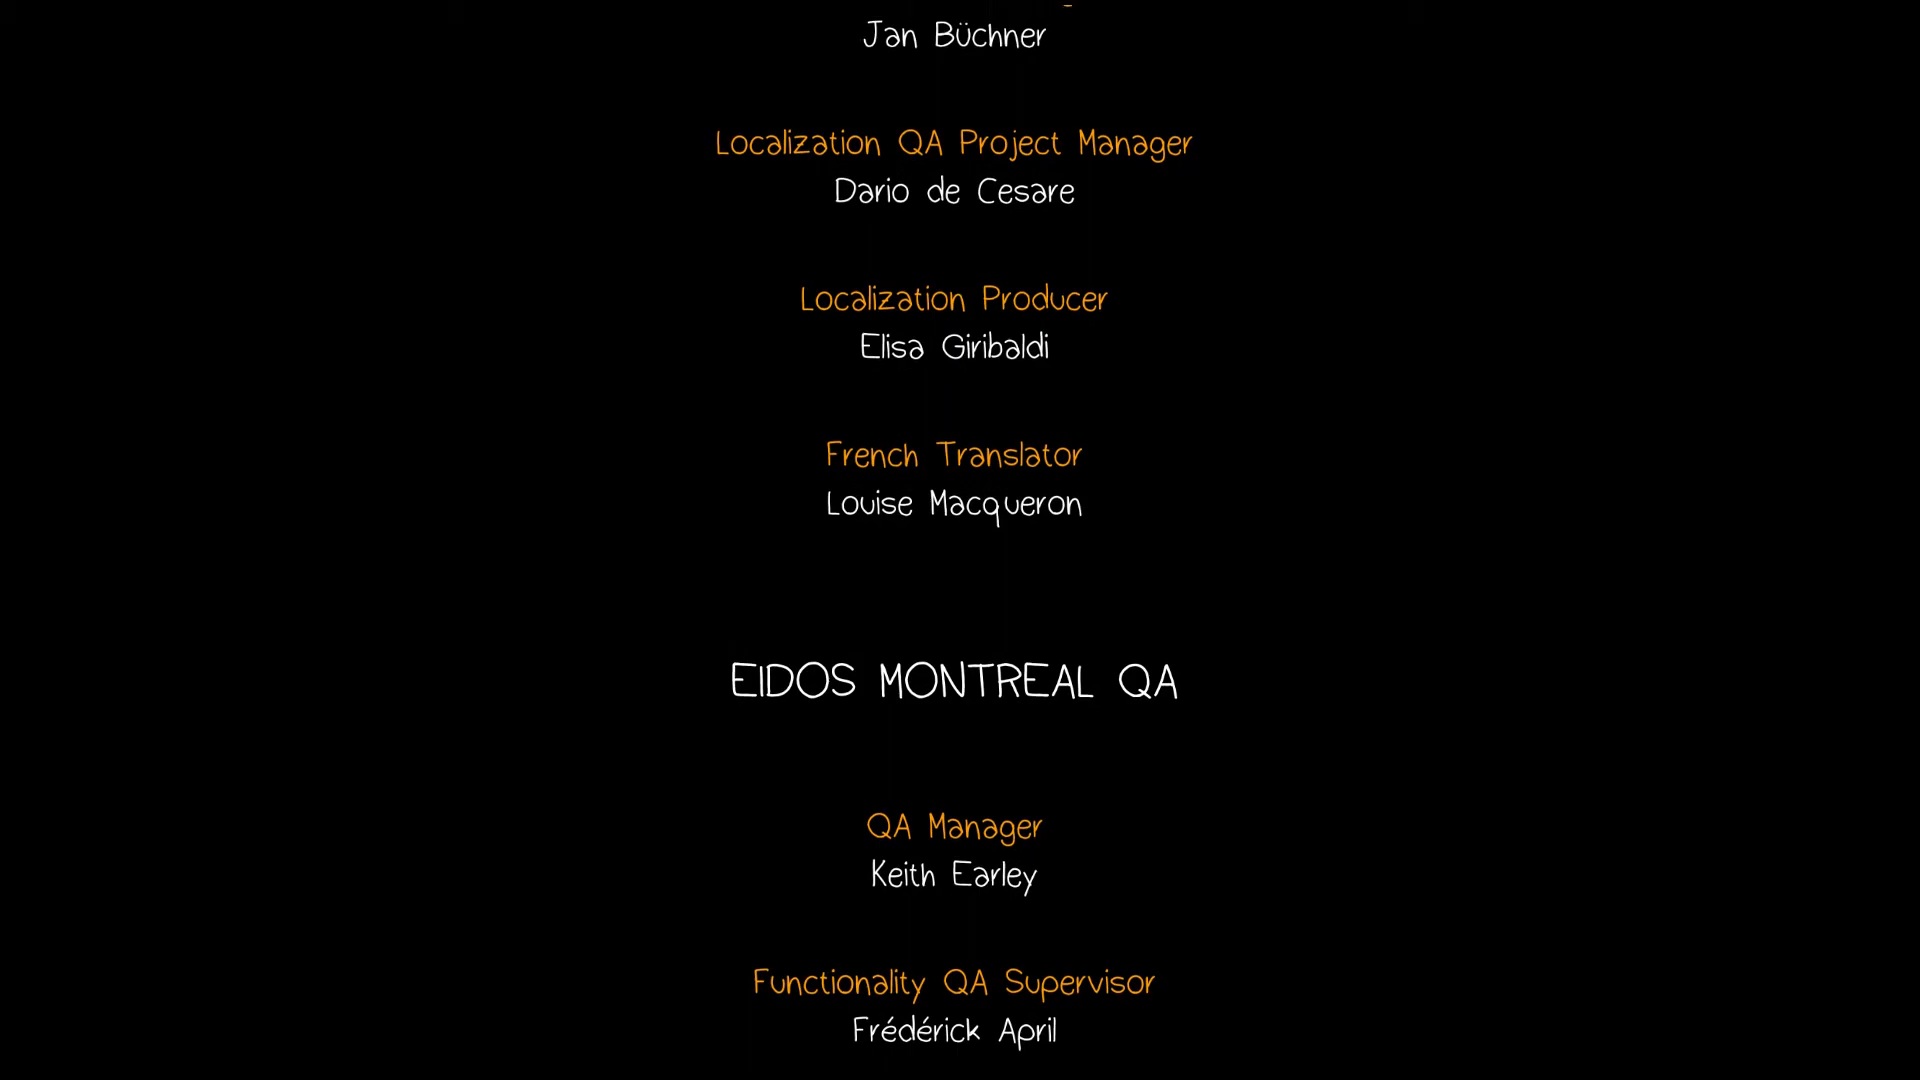 Jan Büchner
Localization QA Project Manager
Dario de Cesare
Localization Producer
Elisa Giribaldi
French Translator
Louise Macqueron
EIDOS MONTREAL QA
QA Manager
Keith Earley
Functionality QA Supervisor
Frédérick April